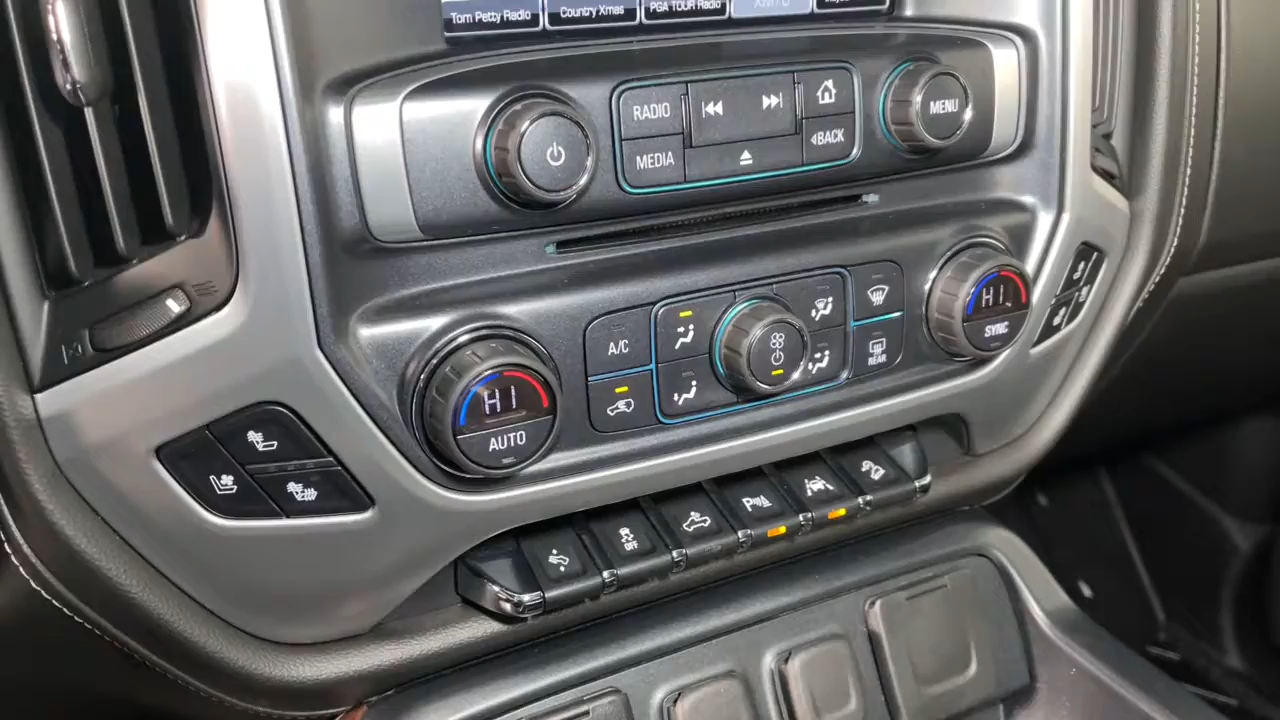 Tom Petty Radio
Country Xmas
PGA TOUR Radio
RADIO
MEDIA
BACK
MENU
HI
AUTO
A/C
REAR
HI
SYNC
OFF
P